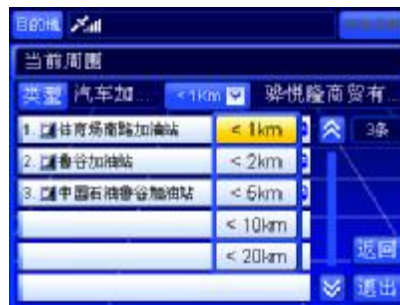 目的地
当前周围
类型 汽车加... <1Km 骅悦隆商贸有...
1. 体育场南路加油站 < 1km 3条
2. 鲁谷加油站 < 2km
3. 中国石油鲁谷加油站 < 5km
< 10km
< 20km 返回
退出